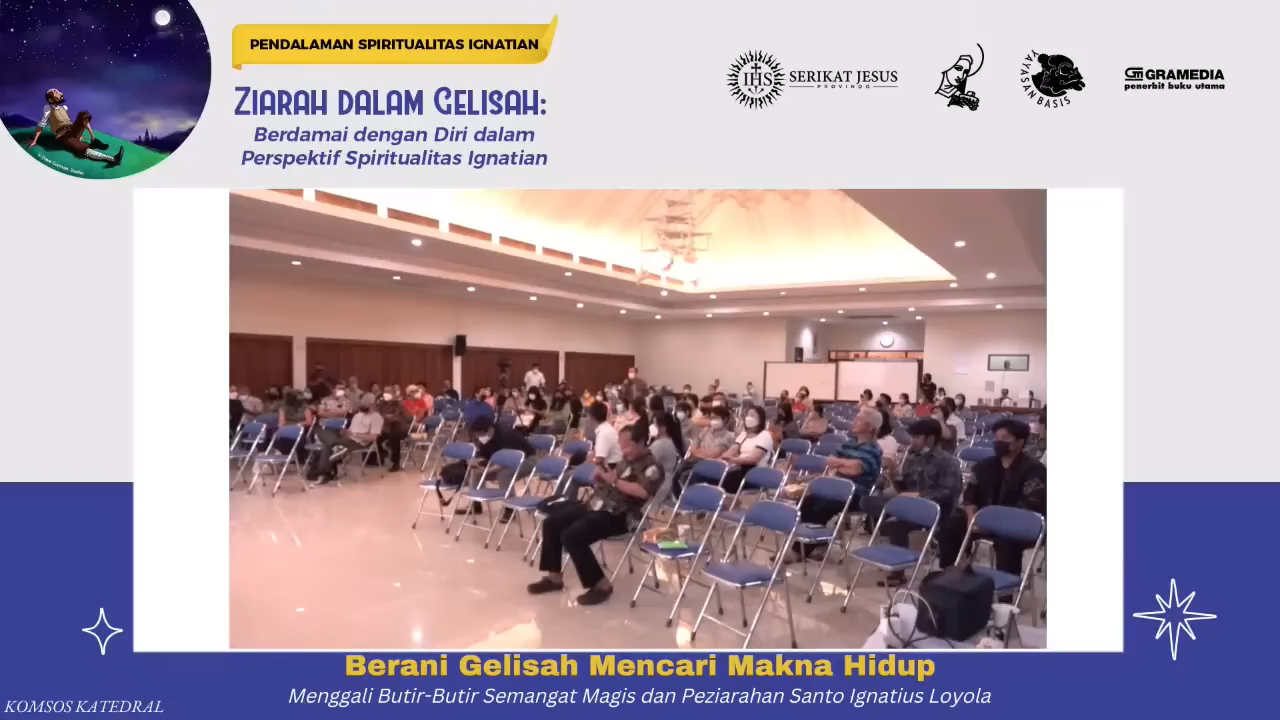 PENDALAMAN SPIRITUALITAS IGNATIAN
ZIARAH DALAM GELISAH:
Berdamai dengan Diri dalam
Perspektif Spiritualitas Ignatian
IHS
SERIKAT JESUS
PROVINDO
YAYASAN BASIS
GM GRAMEDIA
penerbit buku utama
Berani Gelisah Mencari Makna Hidup
Menggali Butir-Butir Semangat Magis dan Peziarahan Santo Ignatius Loyola
KOMSOS KATEDRAL